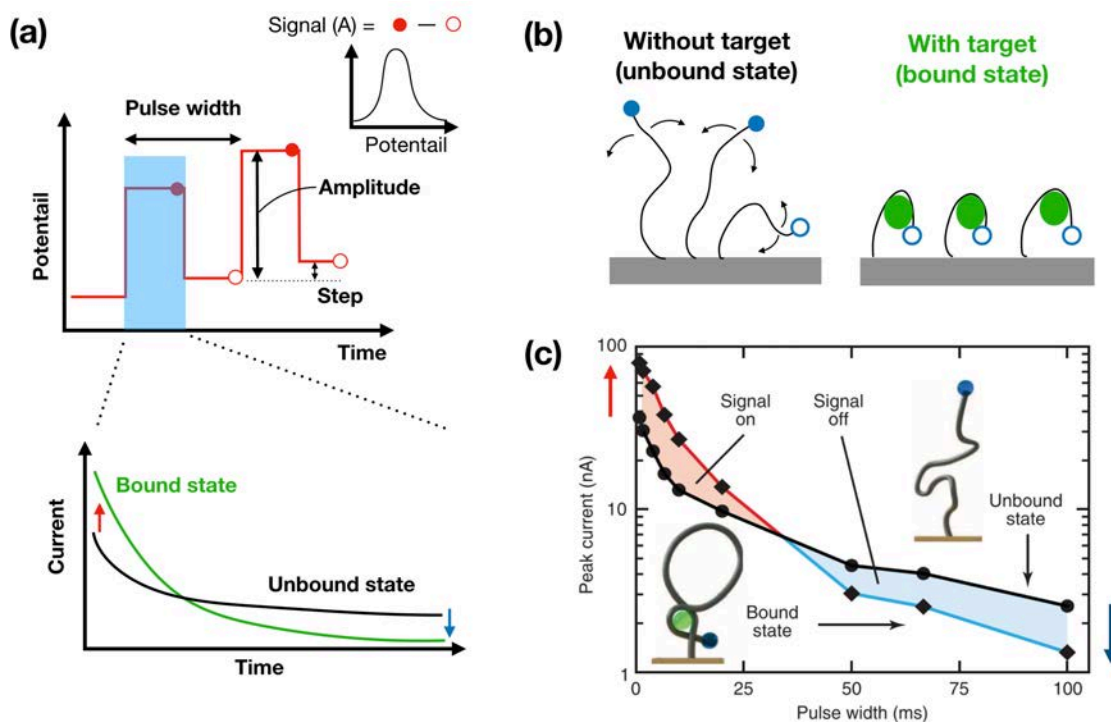 (a)
Signal (A) = ● — ○
Potentail
Pulse width
Amplitude
Step
Potentail
Time
Current
Bound state
Unbound state
Time
(b)
Without target
(unbound state)
With target
(bound state)
(c)
Peak current (nA)
100
10
1
Signal
on
Signal
off
Unbound
state
Bound
state
0
25
50
75
100
Pulse width (ms)